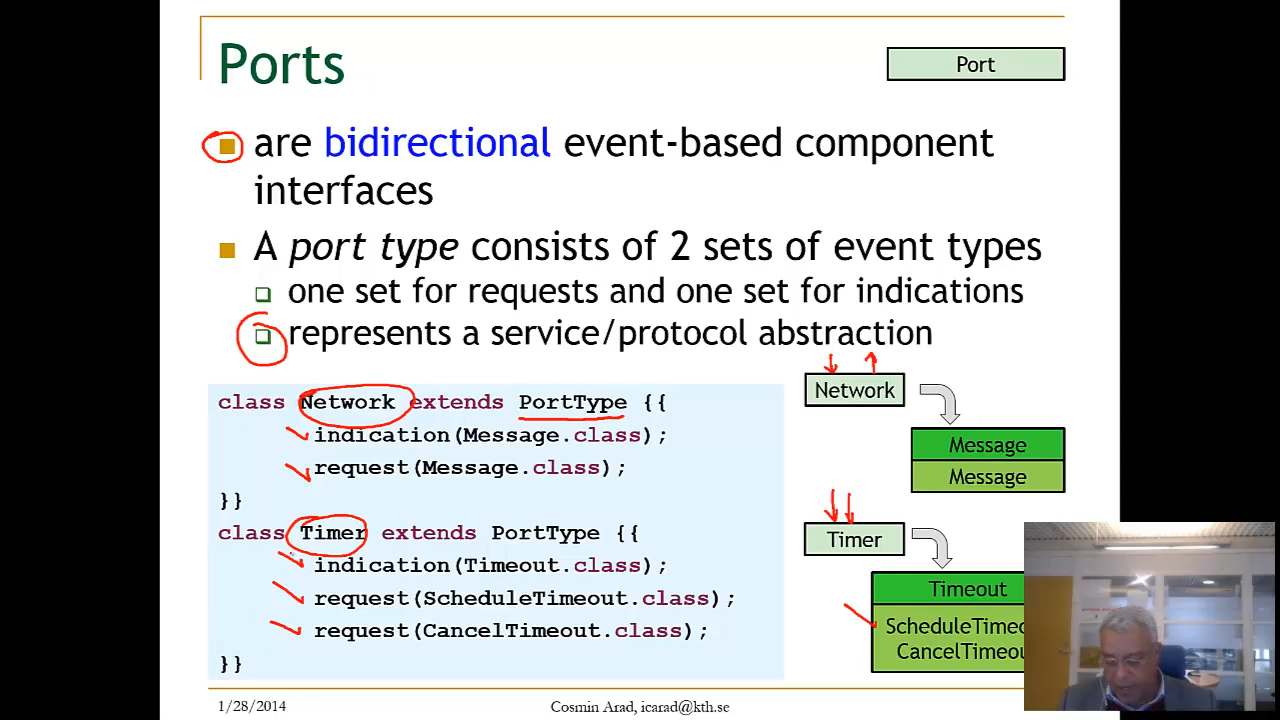 Ports
Port
are bidirectional event-based component
interfaces
A port type consists of 2 sets of event types
one set for requests and one set for indications
represents a service/protocol abstraction
class Network extends PortType {{
indication(Message.class);
request(Message.class);
}}
class Timer extends PortType {{
indication(Timeout.class);
request(ScheduleTimeout.class);
request(CancelTimeout.class);
}}
Network
Message
Message
Timer
Timeout
1/28/2014
Cosmin Arad, icarad@kth.se